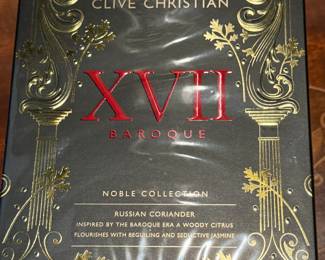 CLIVE CHRISTIAN
XVII
BAROQUE
NOBLE COLLECTION
RUSSIAN CORIANDER
INSPIRED BY THE BAROQUE ERA A WOODY CITRUS
FLOURISHES WITH BEGUILING AND SEDUCTIVE JASMINE